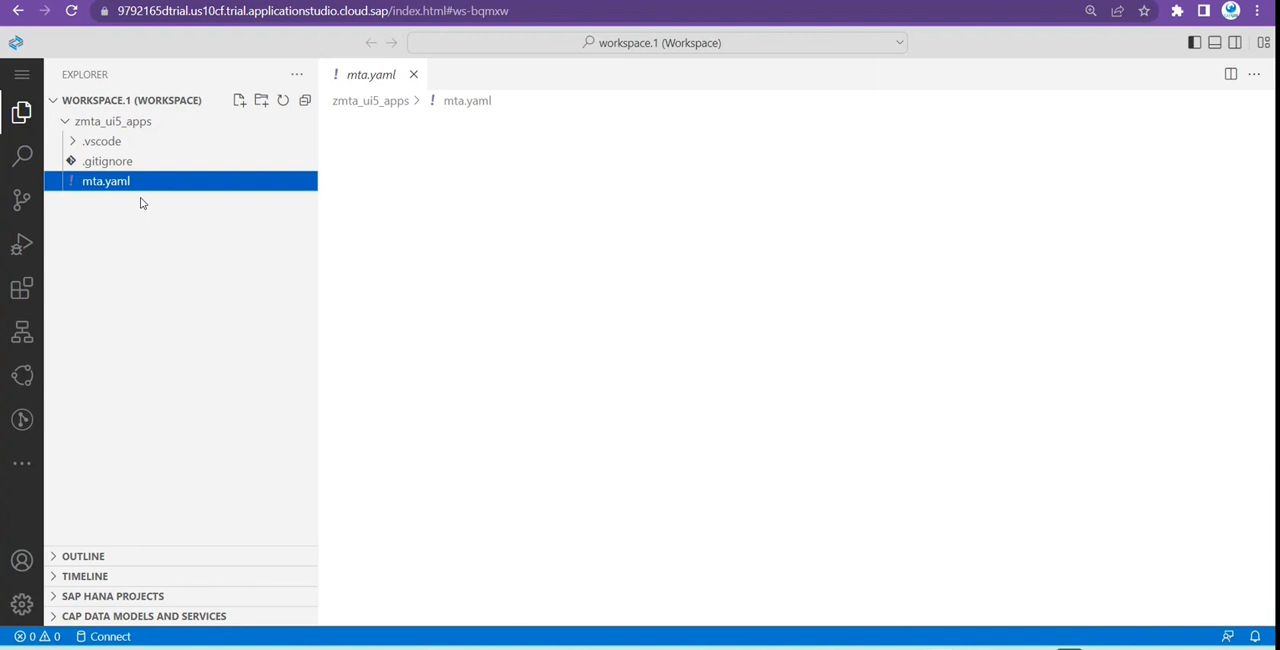 9792165dtrial.us10cf.trial.applicationstudio.cloud.sap/index.html#ws-bqmxw
workspace.1 (Workspace)
EXPLORER
WORKSPACE.1 (WORKSPACE)
zmta_ui5_apps
.vscode
.gitignore
! mta.yaml
! mta.yaml
zmta_ui5_apps > ! mta.yaml
OUTLINE
TIMELINE
SAP HANA PROJECTS
CAP DATA MODELS AND SERVICES
0 0 Connect